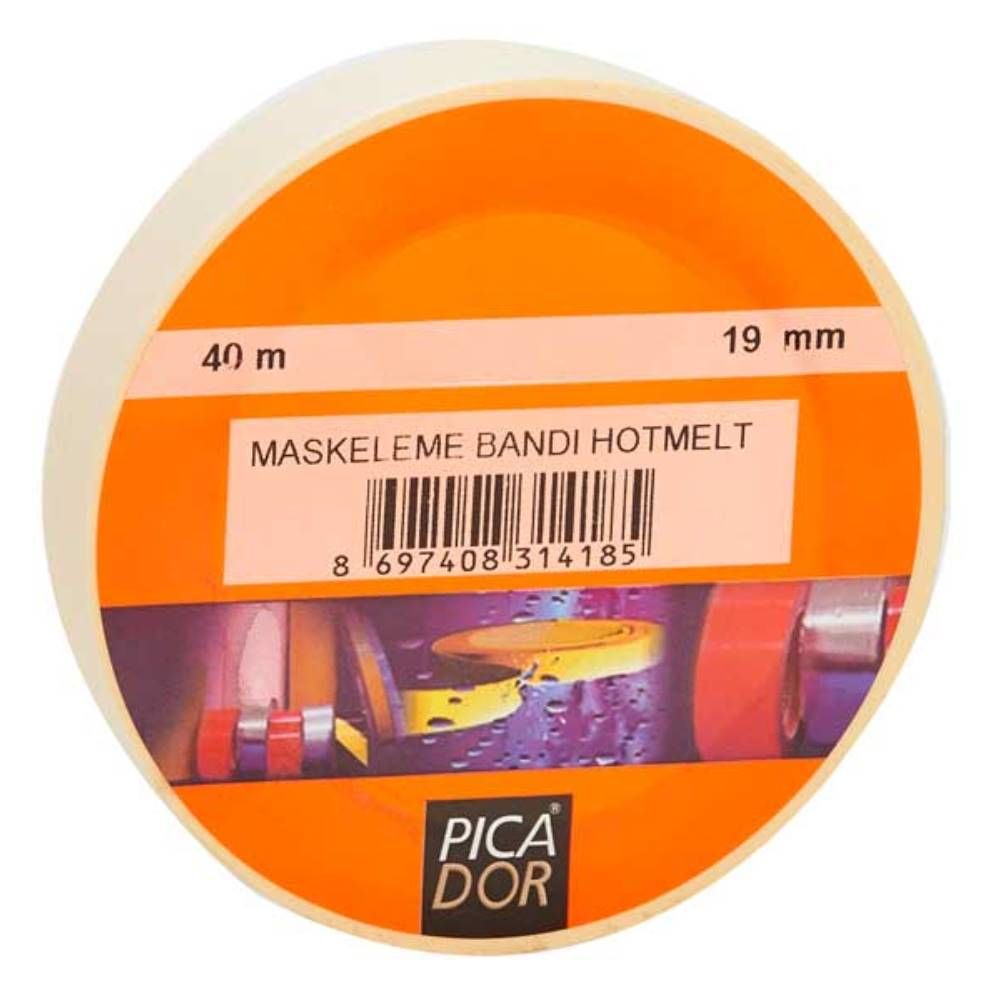 40 m 19 mm
MASKELEME BANDI HOTMELT
8 697408 314185
PICA®
DOR